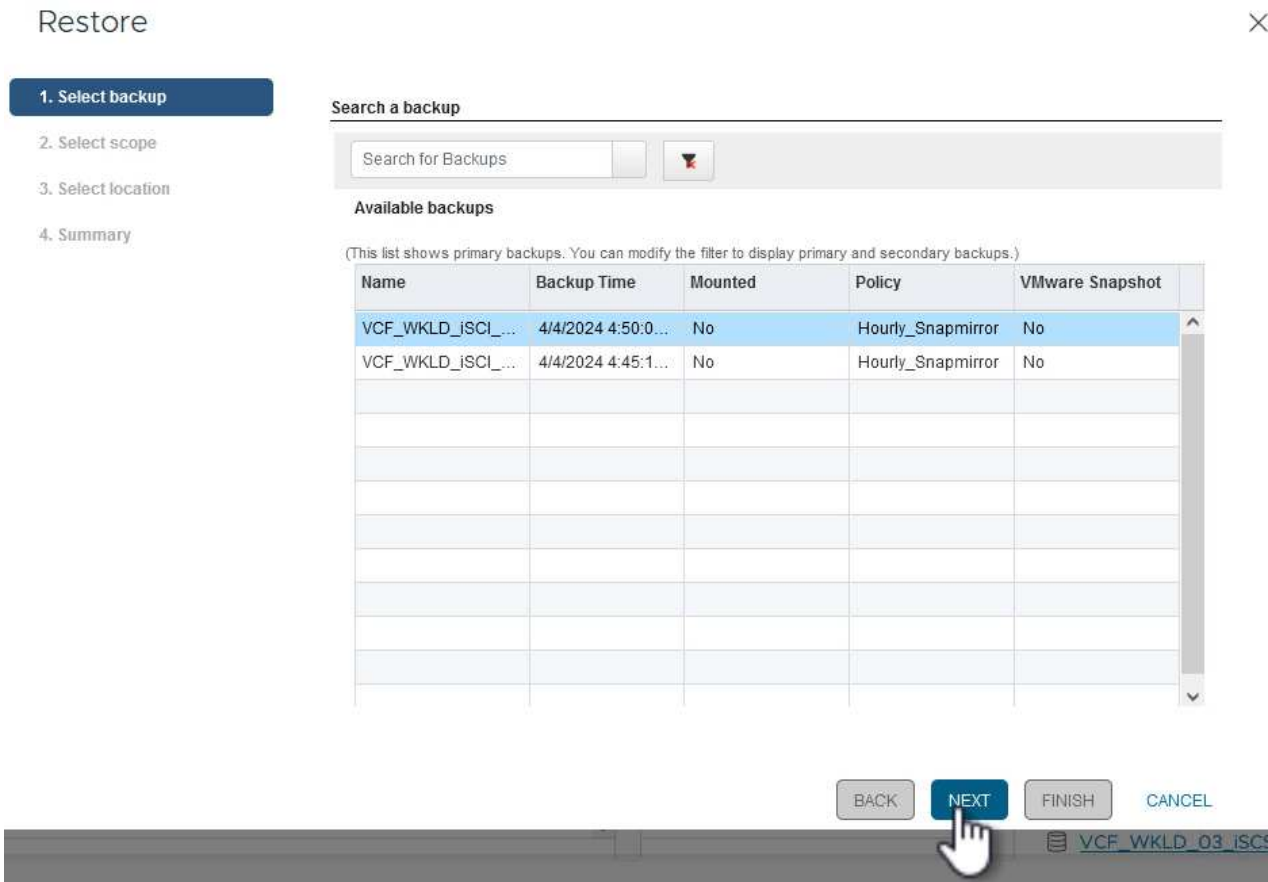 Restore
1. Select backup
2. Select scope
3. Select location
4. Summary
Search a backup
Search for Backups
Available backups
(This list shows primary backups. You can modify the filter to display primary and secondary backups.)
Name Backup Time Mounted Policy VMware Snapshot
VCF_WKLD_iSCI_... 4/4/2024 4:50:0... No Hourly_Snapmirror No
VCF_WKLD_iSCI_... 4/4/2024 4:45:1... No Hourly_Snapmirror No
BACK NEXT FINISH CANCEL
VCF_WKLD_03_iSCS